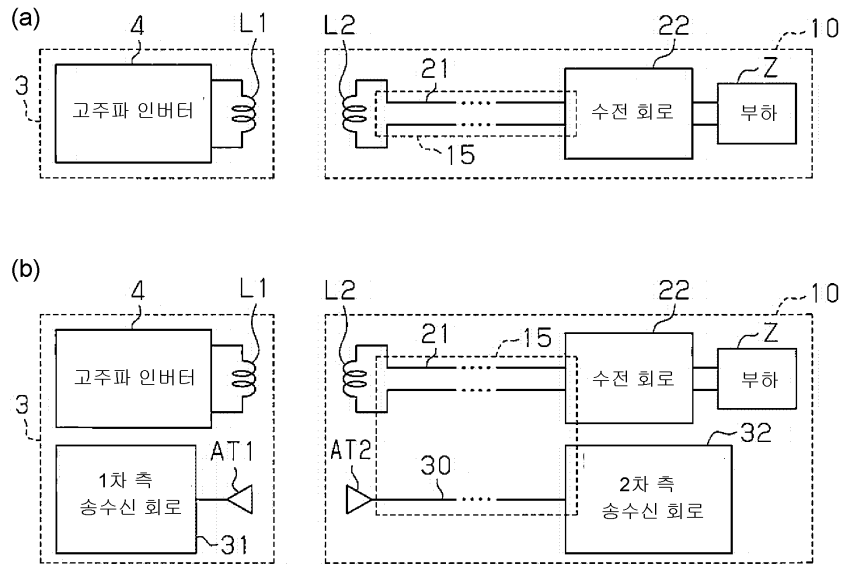 (a)
4
L1
L2
22
10
Z
3
21
고주파 인버터
수전 회로
부하
15
(b)
4
L1
L2
22
10
Z
21
15
고주파 인버터
수전 회로
부하
3
AT1
AT2
32
30
1차 측
송수신 회로
2차 측
송수신 회로
31